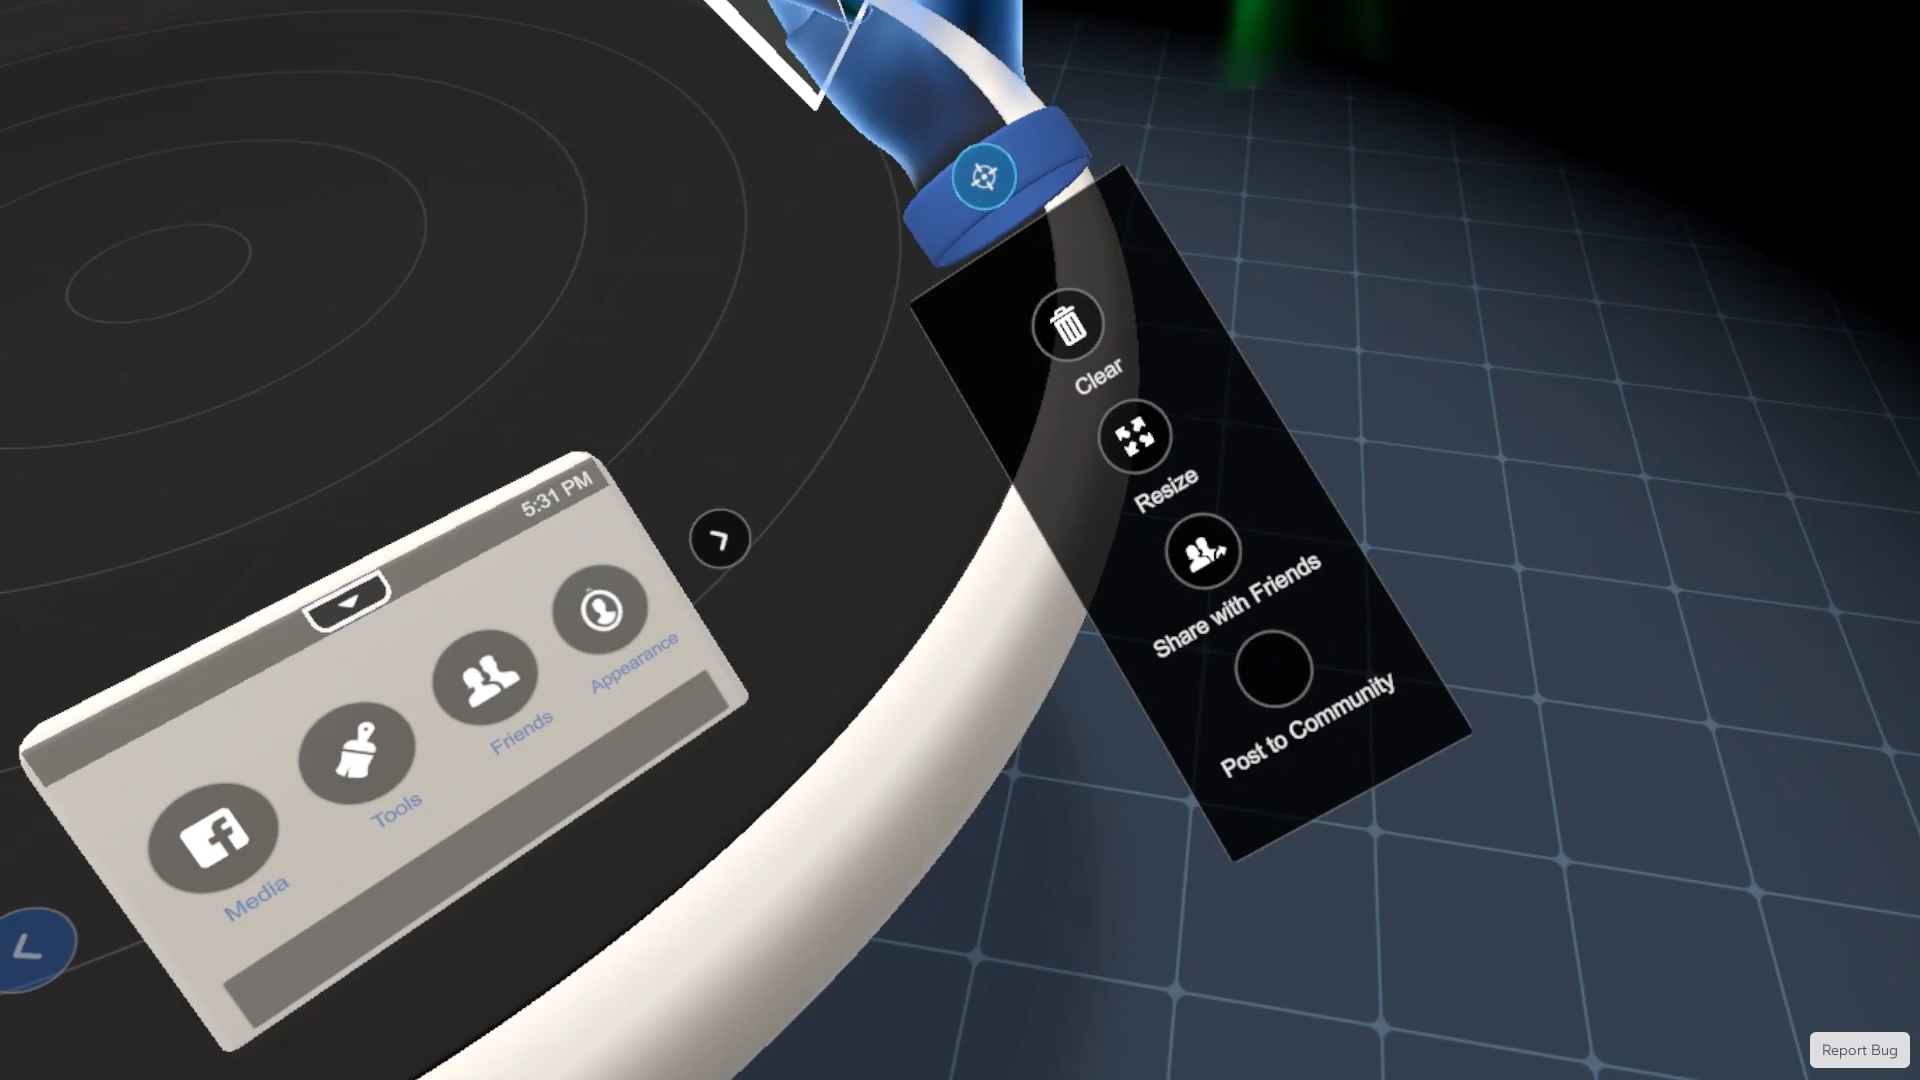 5:31 PM
Media
Tools
Friends
Appearance
Clear
Resize
Share with Friends
Post to Community
Report Bug